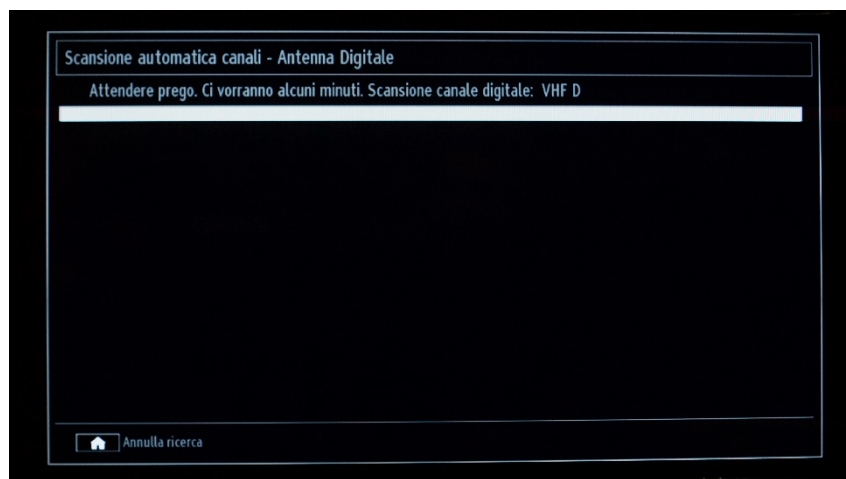 Scansione automatica canali - Antenna Digitale
Attendere prego. Ci vorranno alcuni minuti. Scansione canale digitale: VHF D
Annulla ricerca